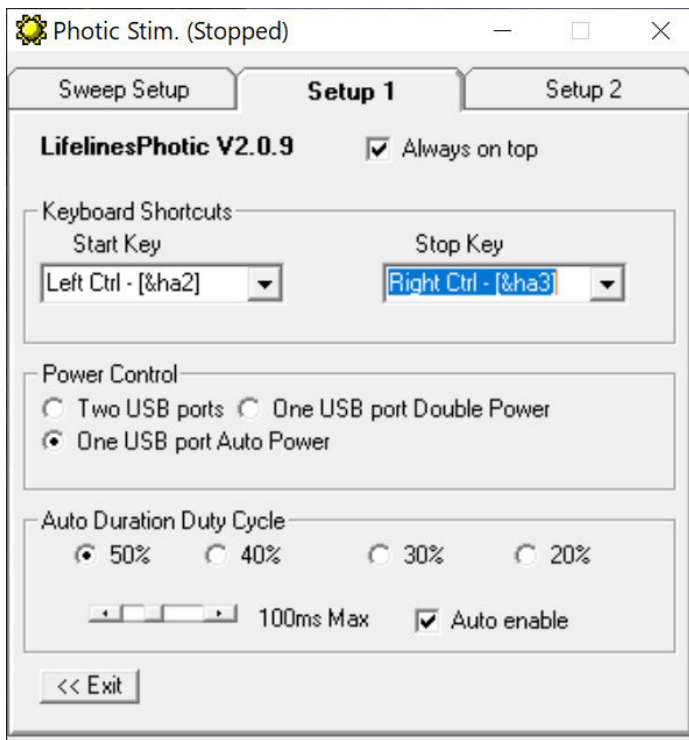 Photic Stim. (Stopped)
Sweep Setup Setup 1 Setup 2
LifelinesPhotic V2.0.9 Always on top
Keyboard Shortcuts
Start Key Stop Key
Left Ctrl - [&ha2] Right Ctrl - [&ha3]
Power Control
Two USB ports One USB port Double Power
One USB port Auto Power
Auto Duration Duty Cycle
50% 40% 30% 20%
100ms Max Auto enable
<< Exit